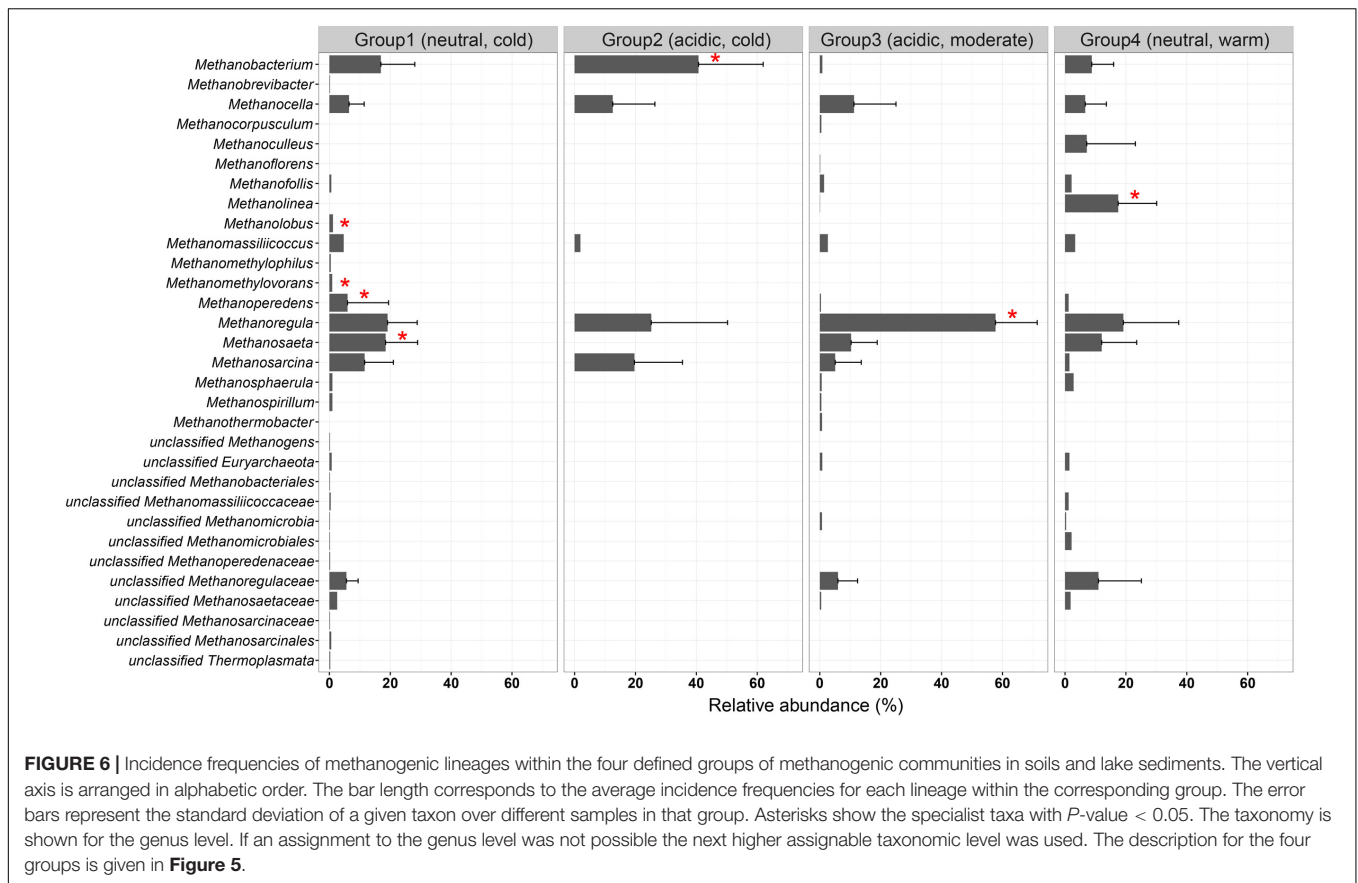 Group1 (neutral, cold) Group2 (acidic, cold) Group3 (acidic, moderate) Group4 (neutral, warm)
Methanobacterium
Methanobrevibacter
Methanocella
Methanocorpusculum
Methanoculleus
Methanoflorens
Methanofollis
Methanolinea
Methanolobus
Methanomassiliicoccus
Methanomethylophilus
Methanomethylovorans
Methanoperedens
Methanoregula
Methanosaeta
Methanosarcina
Methanosphaerula
Methanospirillum
Methanothermobacter
unclassified Methanogens
unclassified Euryarchaeota
unclassified Methanobacteriales
unclassified Methanomassiliicoccaceae
unclassified Methanomicrobia
unclassified Methanomicrobiales
unclassified Methanoperedenaceae
unclassified Methanoregulaceae
unclassified Methanosaetaceae
unclassified Methanosarcinaceae
unclassified Methanosarcinales
unclassified Thermoplasmata
0 20 40 60 0 20 40 60 0 20 40 60 0 20 40 60
Relative abundance (%)
FIGURE 6 | Incidence frequencies of methanogenic lineages within the four defined groups of methanogenic communities in soils and lake sediments. The vertical
axis is arranged in alphabetic order. The bar length corresponds to the average incidence frequencies for each lineage within the corresponding group. The error
bars represent the standard deviation of a given taxon over different samples in that group. Asterisks show the specialist taxa with P-value < 0.05. The taxonomy is
shown for the genus level. If an assignment to the genus level was not possible the next higher assignable taxonomic level was used. The description for the four
groups is given in Figure 5.